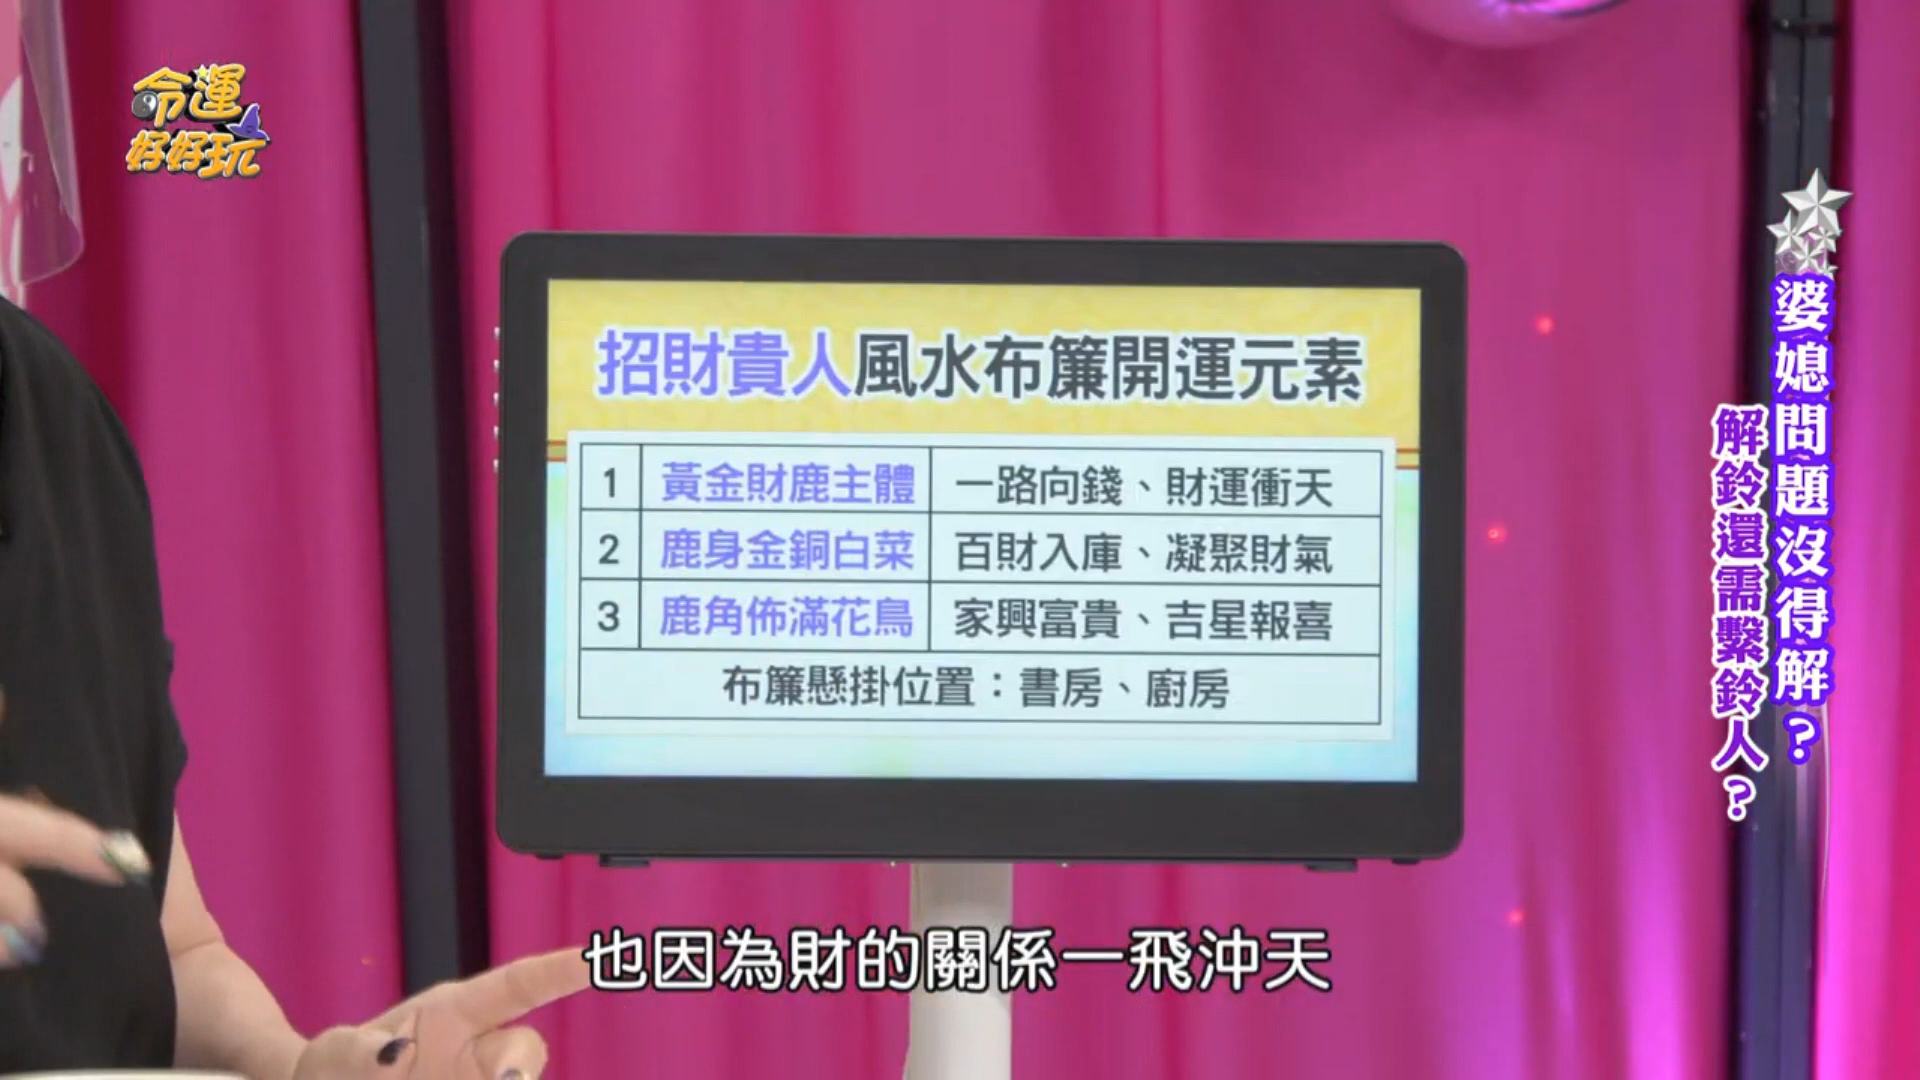 命運
好好玩
招財貴人風水布簾開運元素
1 黃金財鹿主體 一路向錢、財運衝天
2 鹿身金銅白菜 百財入庫、凝聚財氣
3 鹿角佈滿花鳥 家興富貴、吉星報喜
布簾懸掛位置：書房、廚房
婆媳問題沒得解？
解鈴還需繫鈴人？
也因為財的關係一飛沖天